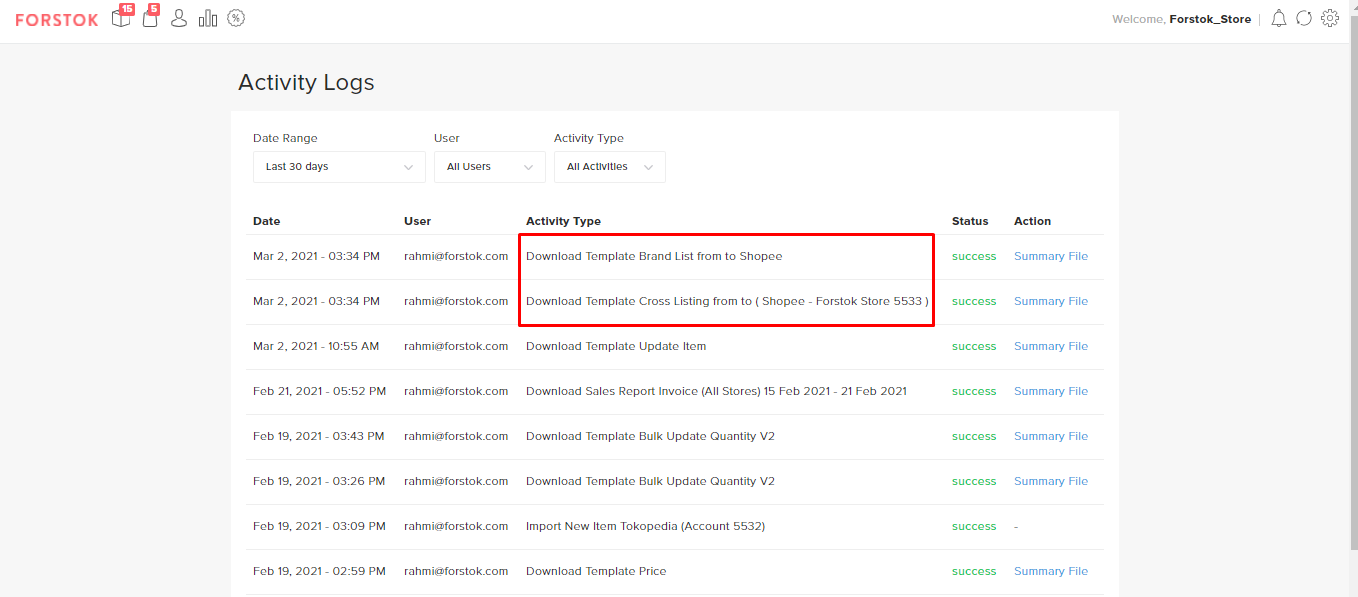 FORSTOK 15 5 % Welcome, Forstok_Store
Activity Logs
Date Range User Activity Type
Last 30 days All Users All Activities
Date User Activity Type Status Action
Mar 2, 2021 - 03:34 PM rahmi@forstok.com Download Template Brand List from to Shopee success Summary File
Mar 2, 2021 - 03:34 PM rahmi@forstok.com Download Template Cross Listing from to ( Shopee - Forstok Store 5533 ) success Summary File
Mar 2, 2021 - 10:55 AM rahmi@forstok.com Download Template Update Item success Summary File
Feb 21, 2021 - 05:52 PM rahmi@forstok.com Download Sales Report Invoice (All Stores) 15 Feb 2021 - 21 Feb 2021 success Summary File
Feb 19, 2021 - 03:43 PM rahmi@forstok.com Download Template Bulk Update Quantity V2 success Summary File
Feb 19, 2021 - 03:26 PM rahmi@forstok.com Download Template Bulk Update Quantity V2 success Summary File
Feb 19, 2021 - 03:09 PM rahmi@forstok.com Import New Item Tokopedia (Account 5532) success -
Feb 19, 2021 - 02:59 PM rahmi@forstok.com Download Template Price success Summary File